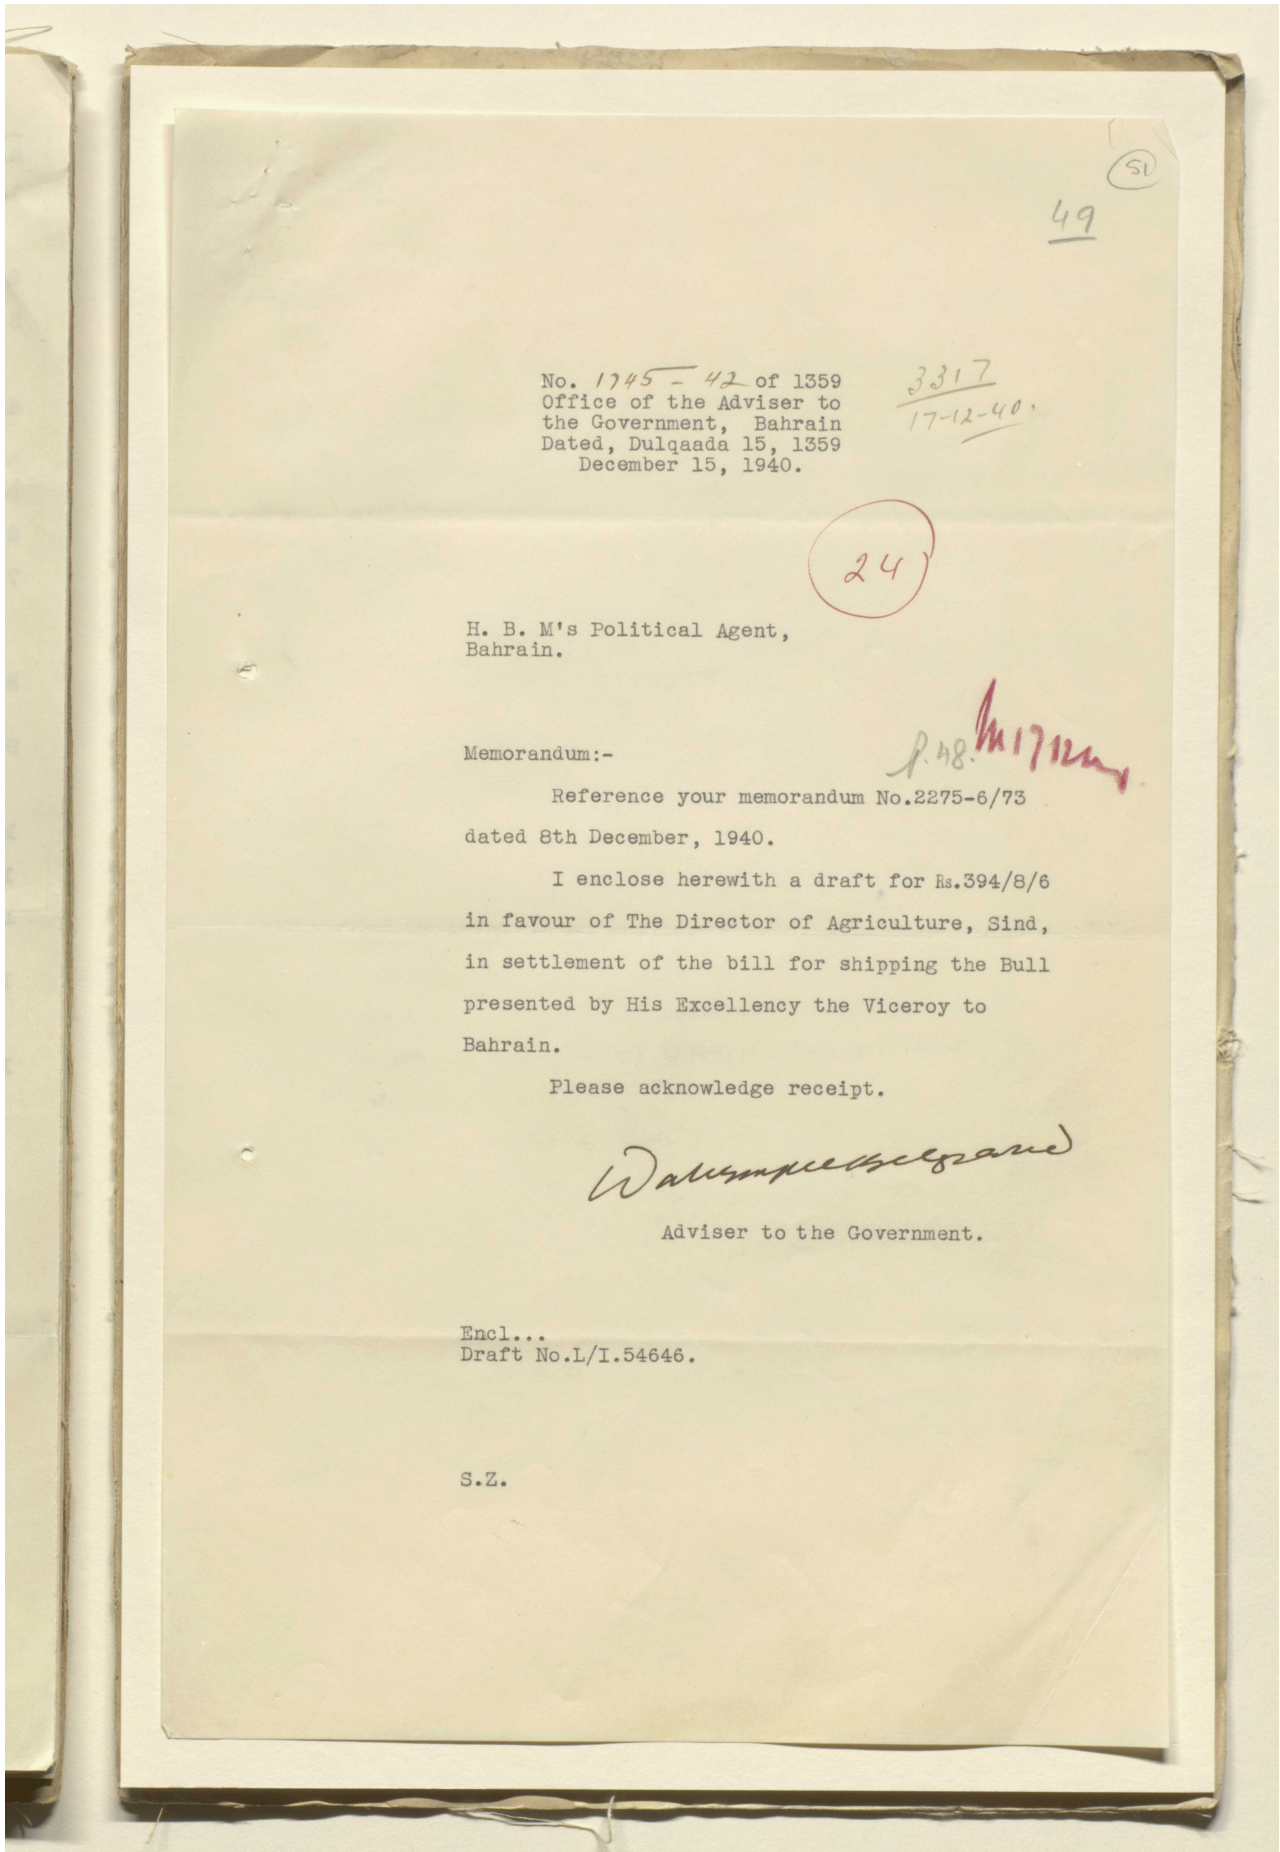 51
49
No. 1745-42 of 1359
3317
Office of the Adviser to
17-12-40.
the Government, Bahrain
Dated, Dulqaada 15, 1359
December 15, 1940.
24
H. B. M's Political Agent,
Bahrain.
Memorandum:-
p.48.
Reference your memorandum No.2275-6/73
dated 8th December, 1940.
I enclose herewith a draft for Rs.394/8/6
in favour of The Director of Agriculture, Sind,
in settlement of the bill for shipping the Bull
presented by His Excellency the Viceroy to
Bahrain.
Please acknowledge receipt.
Adviser to the Government.
Encl...
Draft No.L/I.54646.
S.Z.